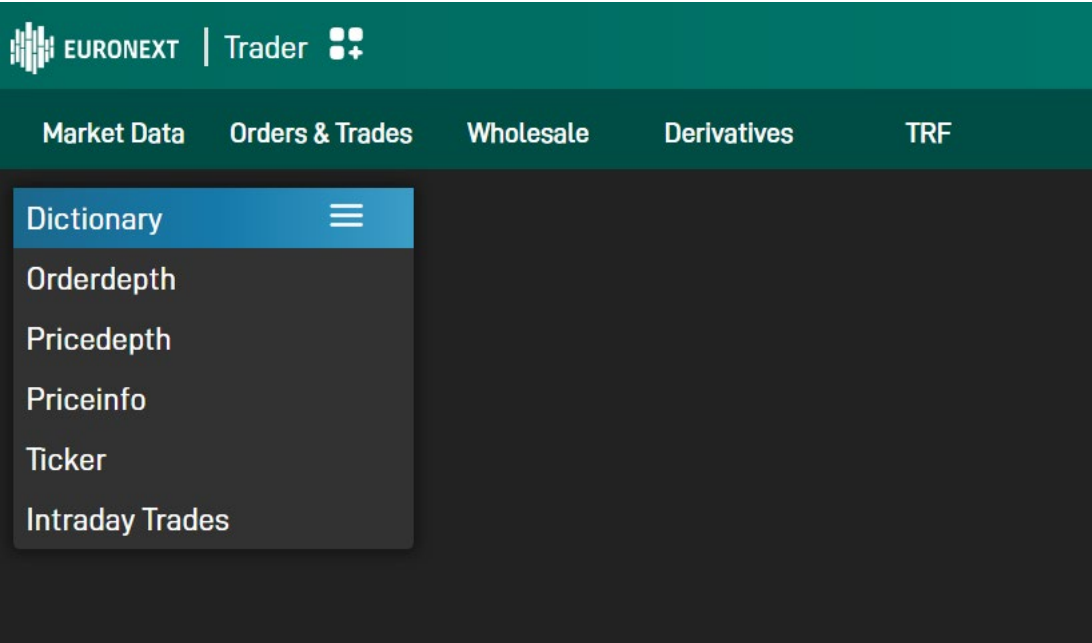 EURONEXT | Trader
Market Data Orders & Trades Wholesale Derivatives TRF
Dictionary
Orderdepth
Pricedepth
Priceinfo
Ticker
Intraday Trades